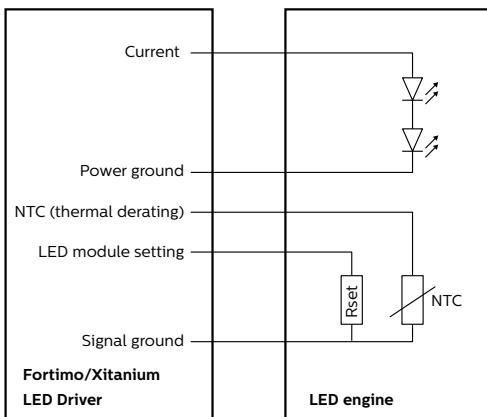 Current
Power ground
NTC (thermal derating)
LED module setting
Rset
NTC
Signal ground
Fortimo/Xitanium
LED Driver
LED engine